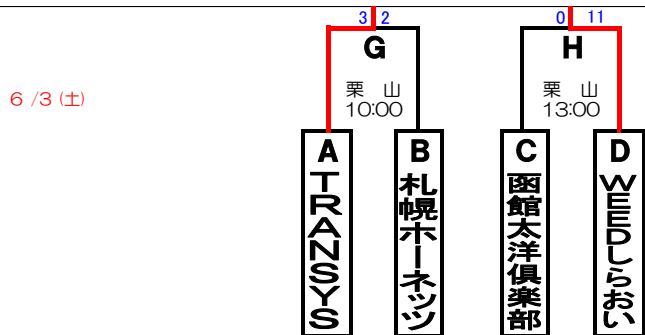 3 2
0 11
G
H
6 /3 (土)
栗 山
10:00
栗 山
13:00
A
TRANSYS
B
札幌ホーネッツ
C
函館太洋倶楽部
D
WEEDしらおい